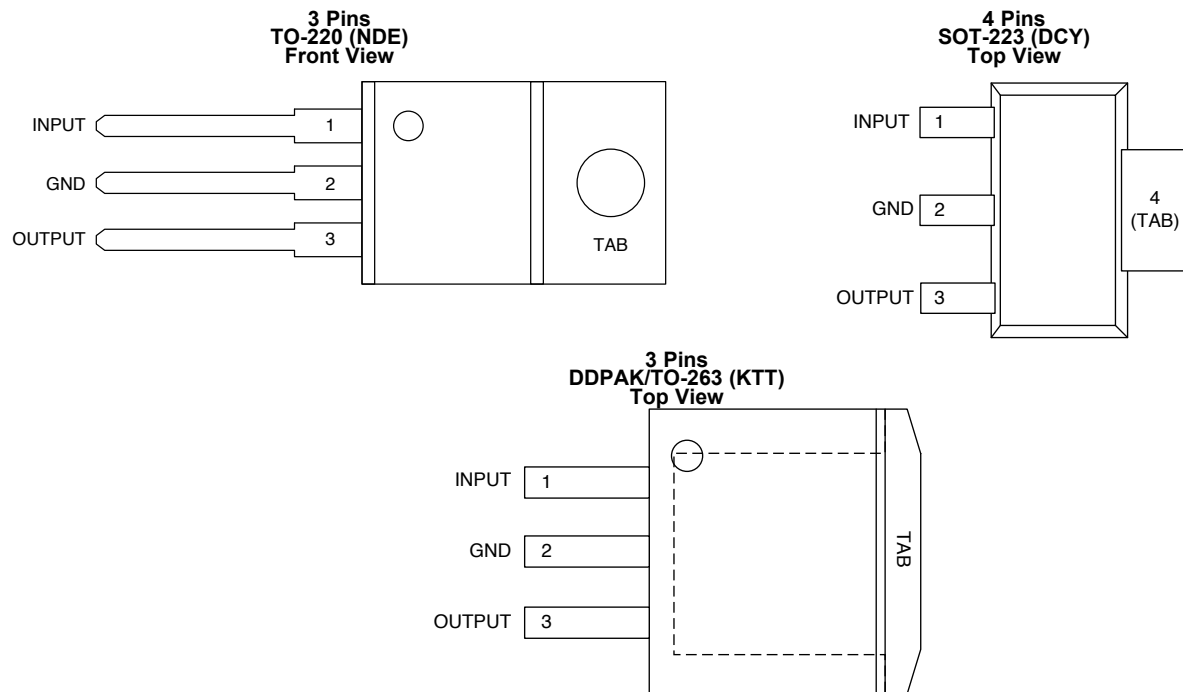 3 Pins
TO-220 (NDE)
Front View
INPUT
1
GND
2
OUTPUT
3
TAB
4 Pins
SOT-223 (DCY)
Top View
INPUT
1
GND
2
OUTPUT
3
4
(TAB)
3 Pins
DDPAK/TO-263 (KTT)
Top View
INPUT
1
GND
2
OUTPUT
3
TAB